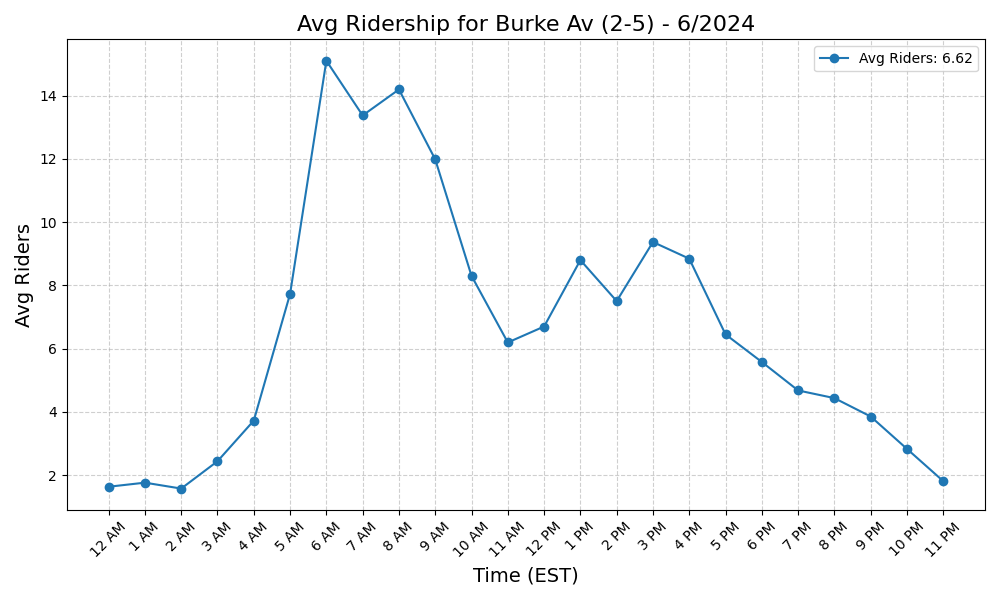 Avg Ridership for Burke Av (2-5) - 6/2024
Avg Riders: 6.62
Avg Riders
14
12
10
8
6
4
2
12 AM
1 AM
2 AM
3 AM
4 AM
5 AM
6 AM
7 AM
8 AM
9 AM
10 AM
11 AM
12 PM
1 PM
2 PM
3 PM
4 PM
5 PM
6 PM
7 PM
8 PM
9 PM
10 PM
11 PM
Time (EST)